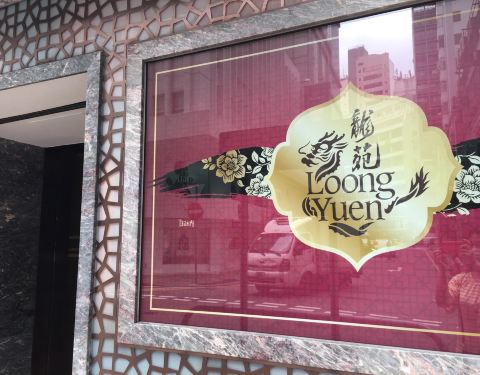 龍
苑
Loong
Yuen